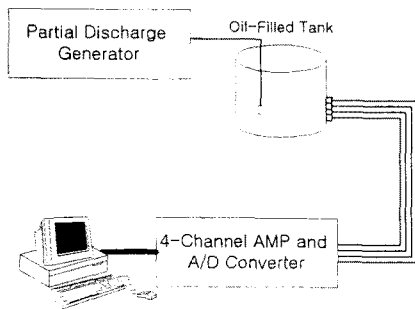 Partial Discharge
Generator
Oil-Filled Tank
4-Channel AMP and
A/D Converter